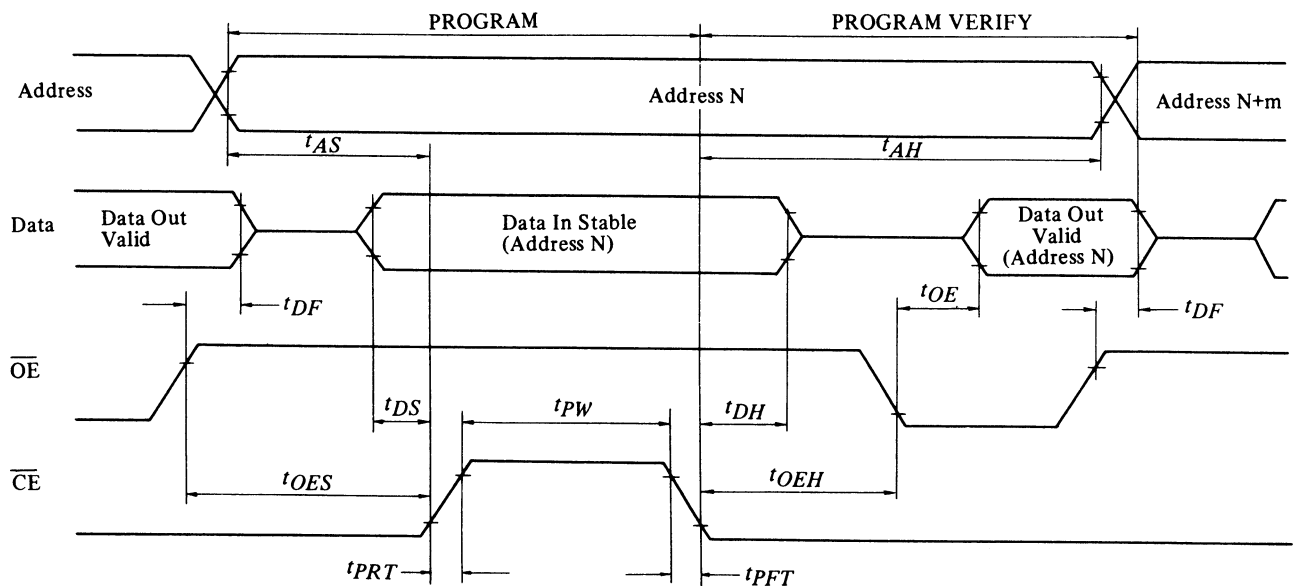 PROGRAM
PROGRAM VERIFY
Address
Address N
Address N+m
tAS
tAH
Data
Data Out
Valid
Data In Stable
(Address N)
Data Out
Valid
(Address N)
tDF
tOE
tDF
OE
tDS
tPW
tDH
CE
tOES
tOEH
tPRT
tPFT